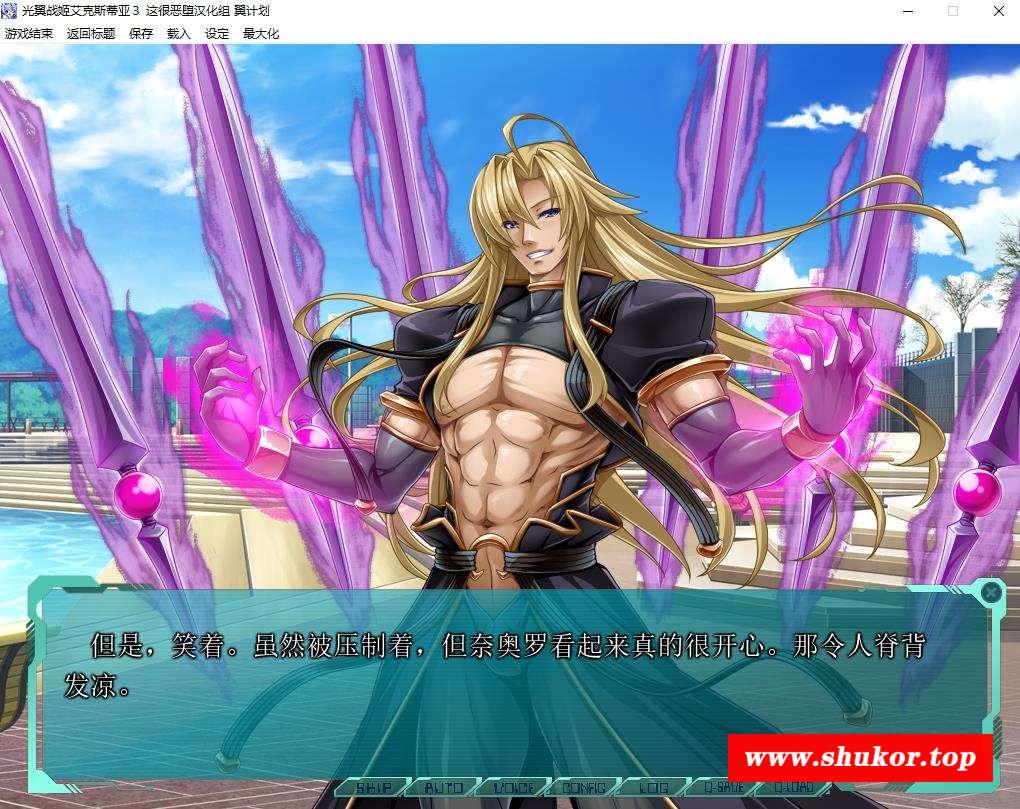 光翼战姬艾克斯蒂亚３ 这很恶堕汉化组 翼计划
游戏结束 返回标题 保存 载入 设定 最大化
但是，笑着。虽然被压制着，但奈奥罗看起来真的很开心。那令人脊背
发凉。
www.shukor.top
SKIP AUTO VOICE CONFIG LOG Q-SAVE Q-LOAD